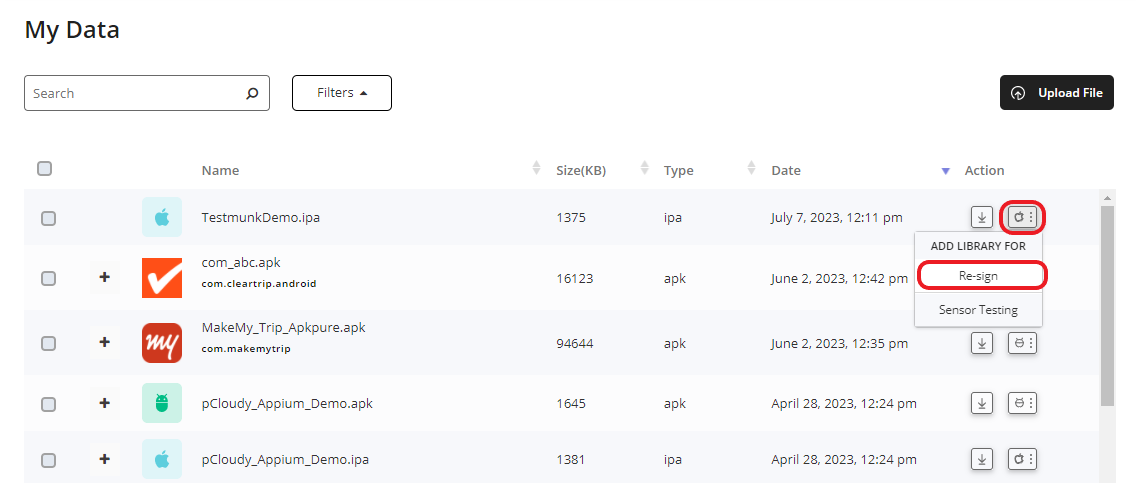 My Data
Search
Filters
Upload File
Name Size(KB) Type Date Action
TestmunkDemo.ipa 1375 ipa July 7, 2023, 12:11 pm
ADD LIBRARY FOR
com_abc.apk
com.cleartrip.android
16123 apk June 2, 2023, 12:42 pm
Re-sign
Sensor Testing
MakeMy_Trip_Apkpure.apk
com.makemytrip
my
94644 apk June 2, 2023, 12:35 pm
pCloudy_Appium_Demo.apk 1645 apk April 28, 2023, 12:24 pm
pCloudy_Appium_Demo.ipa 1381 ipa April 28, 2023, 12:24 pm